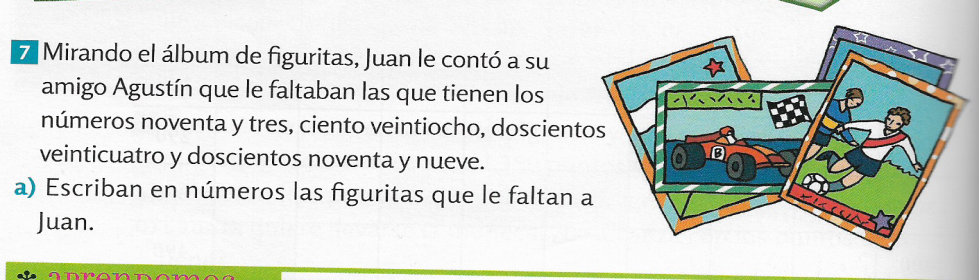 7 Mirando el álbum de figuritas, Juan le contó a su
amigo Agustín que le faltaban las que tienen los
números noventa y tres, ciento veintiocho, doscientos
veinticuatro y doscientos noventa y nueve.
a) Escriban en números las figuritas que le faltan a
Juan.
B